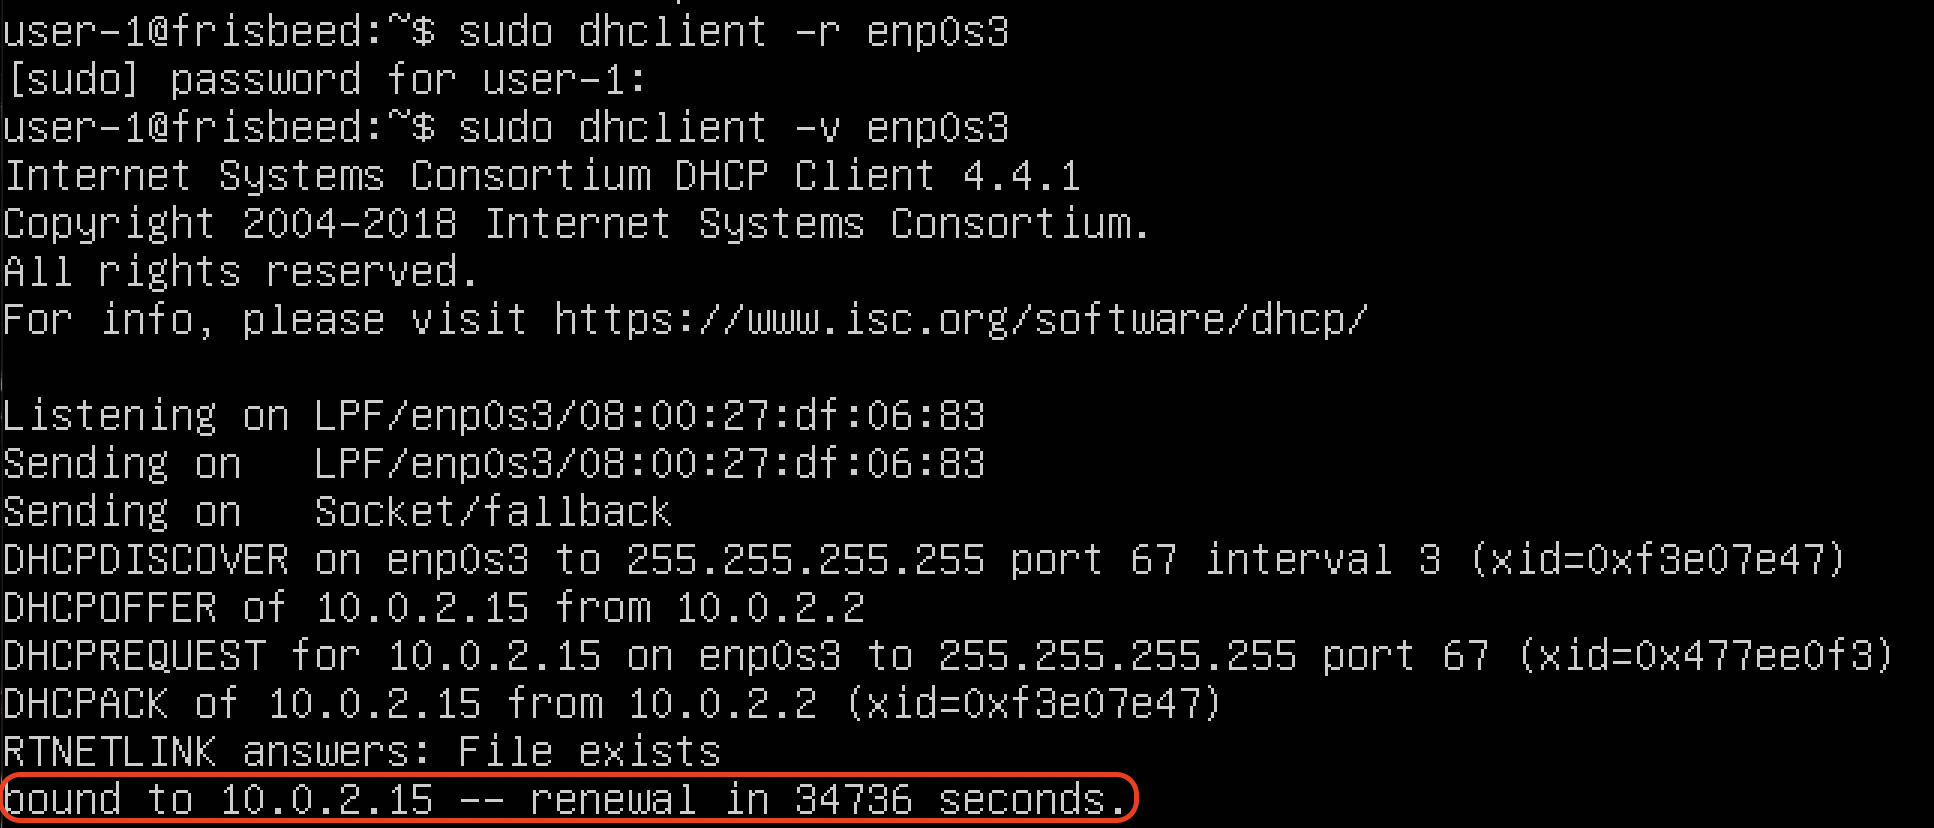 user-1@frisbeed:~$ sudo dhclient -r enp0s3
[sudo] password for user-1:
user-1@frisbeed:~$ sudo dhclient -v enp0s3
Internet Systems Consortium DHCP Client 4.4.1
Copyright 2004-2018 Internet Systems Consortium.
All rights reserved.
For info, please visit https://www.isc.org/software/dhcp/

Listening on LPF/enp0s3/08:00:27:df:06:83
Sending on   LPF/enp0s3/08:00:27:df:06:83
Sending on   Socket/fallback
DHCPDISCOVER on enp0s3 to 255.255.255.255 port 67 interval 3 (xid=0xf3e07e47)
DHCPOFFER of 10.0.2.15 from 10.0.2.2
DHCPREQUEST for 10.0.2.15 on enp0s3 to 255.255.255.255 port 67 (xid=0x477ee0f3)
DHCPACK of 10.0.2.15 from 10.0.2.2 (xid=0xf3e07e47)
RTNETLINK answers: File exists
bound to 10.0.2.15 -- renewal in 34736 seconds.